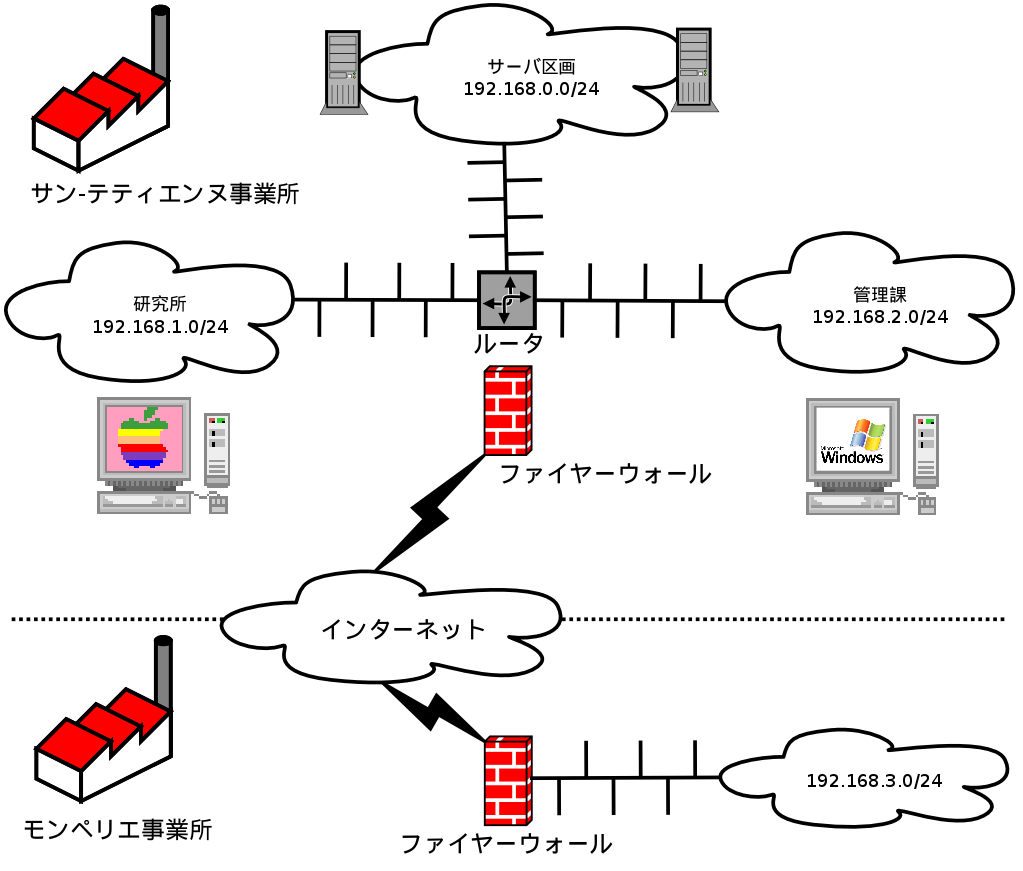 サーバ区画
192.168.0.0/24
サン-テティエンヌ事業所
研究所
192.168.1.0/24
管理課
192.168.2.0/24
ルータ
Microsoft
Windows
ファイヤーウォール
インターネット
192.168.3.0/24
モンペリエ事業所
ファイヤーウォール